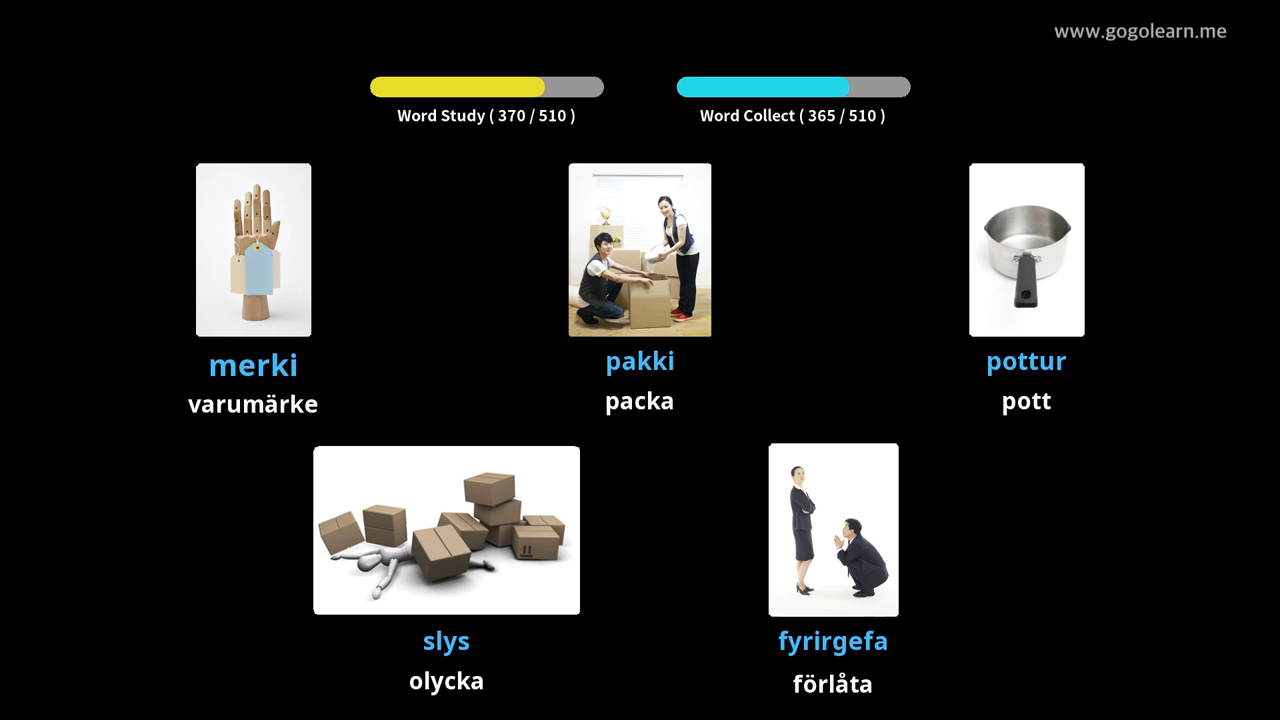 www.gogolearn.me
Word Study ( 370 / 510 )
Word Collect ( 365 / 510 )
merki
varumärke
pakki
packa
pottur
pott
slys
olycka
fyrirgefa
förlåta